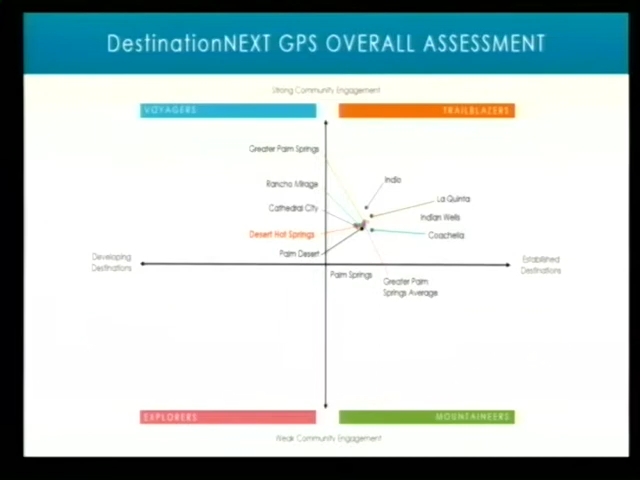 DestinationNEXT GPS OVERALL ASSESSMENT
Strong Community Engagement
VOYAGERS
TRAILBLAZERS
Greater Palm Springs
Indio
Rancho Mirage
La Quinta
Cathedral City
Indian Wells
Desert Hot Springs
Coachella
Palm Desert
Developing
Destinations
Established
Destinations
Palm Springs
Greater Palm
Springs Average
EXPLORERS
MOUNTAINEERS
Weak Community Engagement